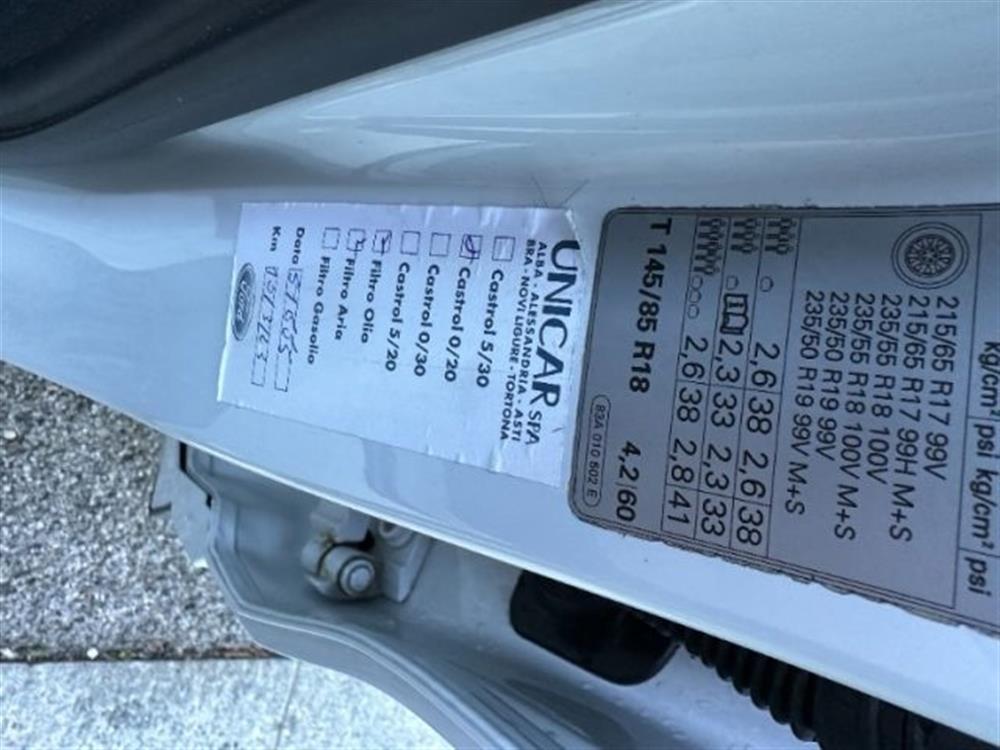 UNICAR SPA
ALBA - ALESSANDRIA - ASTI
BRA - NOVI LIGURE - TORTONA
Castrol 5/30
Castrol 0/20
Castrol 0/30
Castrol 5/20
Filtro Olio
Filtro Aria
Filtro Gasolio
Data
Km
Ford
kg/cm² psi kg/cm² psi
215/65 R17 99V
215/65 R17 99H M+S
235/55 R18 100V
235/55 R18 100V M+S
235/50 R19 99V
235/50 R19 99V M+S
2,6 38 2,6 38
2,3 33 2,3 33
2,6 38 2,8 41
T 145/85 R18 4,2 60
83A 010 502 E